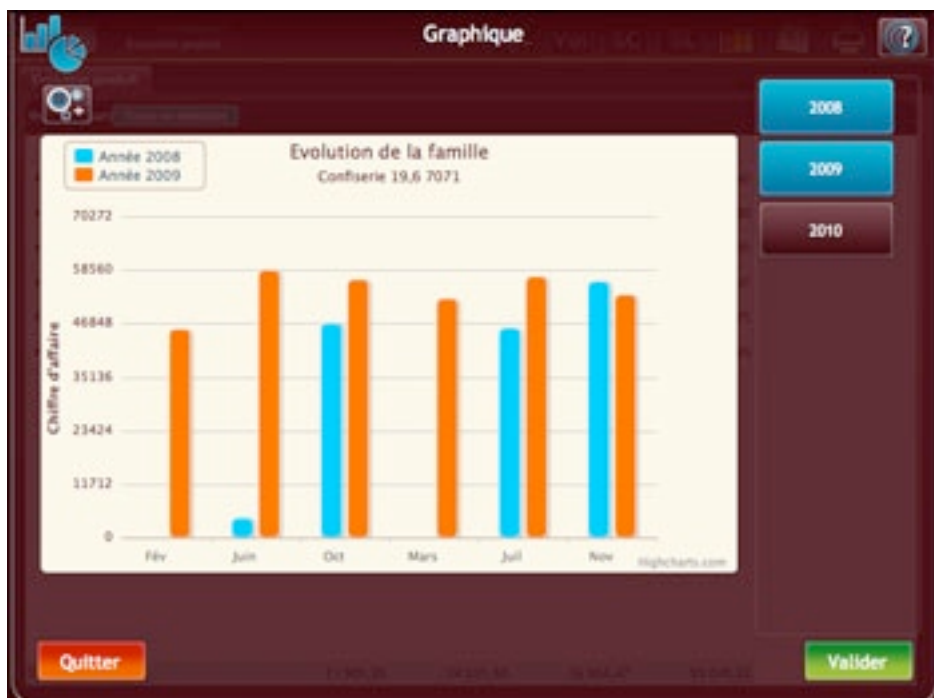 Graphique
2008
2009
2010
Année 2008
Année 2009
Evolution de la famille
Confiserie 19,6 7071
70272
58560
46848
35136
23424
11712
0
Chiffre d'affaire
Fév
Juin
Oct
Mars
Juil
Nov
Highcharts.com
Quitter
Valider